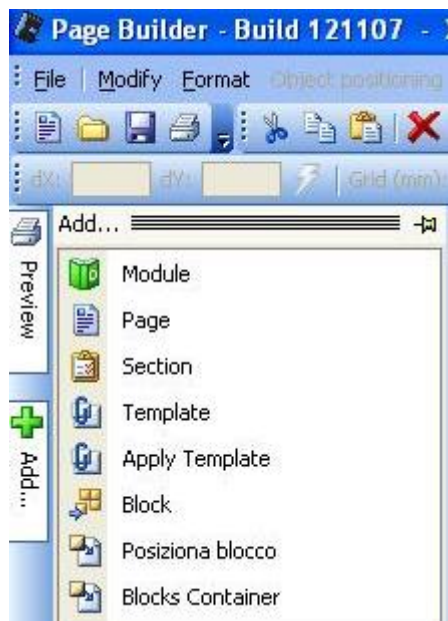 Page Builder - Build 121107 -
File Modify Format Object positioning
dX: dY: Grid (mm):
Add...
Preview
Module
Page
Section
Template
Add...
Apply Template
Block
Posiziona blocco
Blocks Container